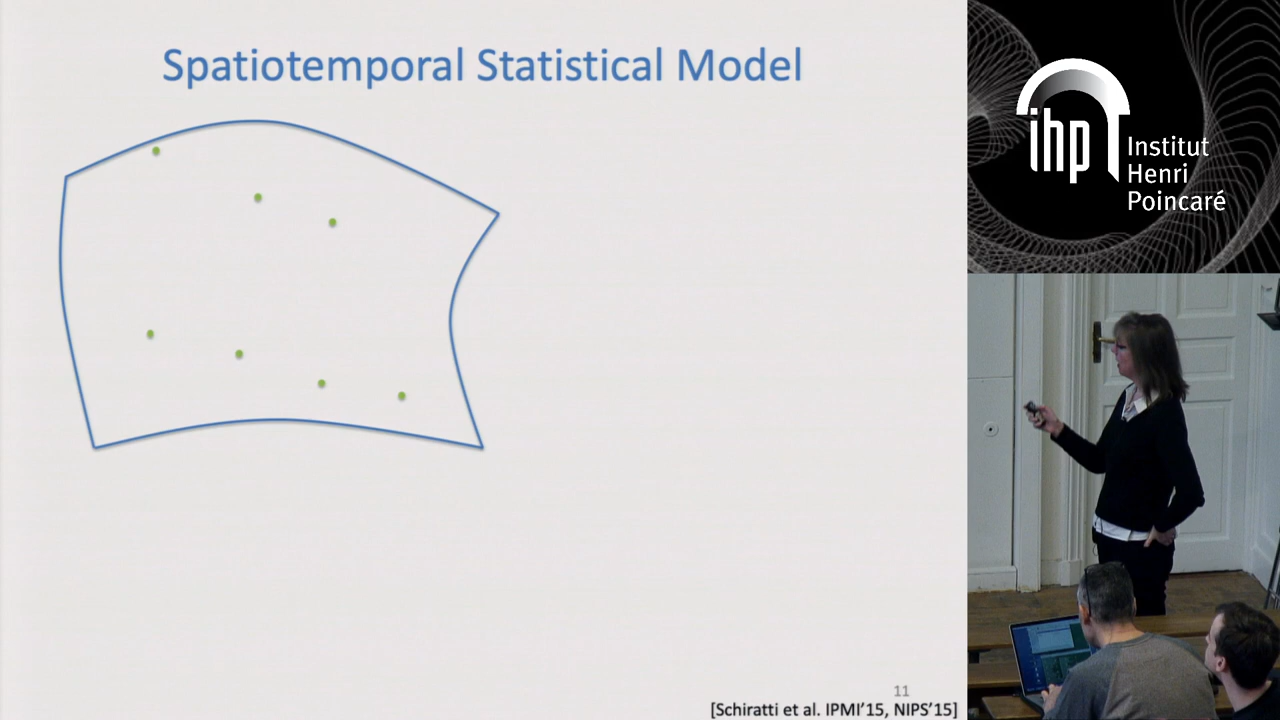 Spatiotemporal Statistical Model
11
[Schiratti et al. IPMI'15, NIPS'15]
ihp
Institut
Henri
Poincaré